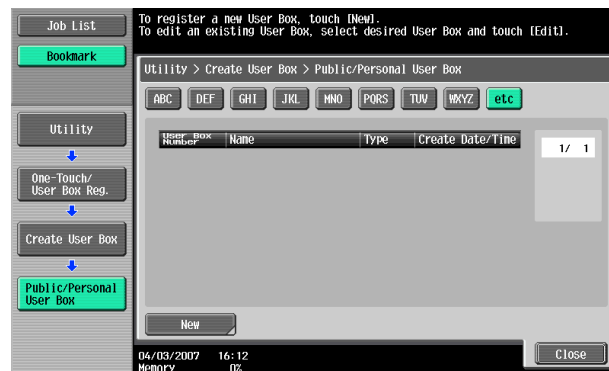 Job List
Bookmark
To register a new User Box, touch [New].
To edit an existing User Box, select desired User Box and touch [Edit].
Utility > Create User Box > Public/Personal User Box
ABC DEF GHI JKL MNO PQRS TUV WXYZ etc
User Box
Number
Name
Type
Create Date/Time
1/ 1
Utility
One-Touch/
User Box Reg.
Create User Box
Public/Personal
User Box
New
04/03/2007 16:12
Memory 0%
Close